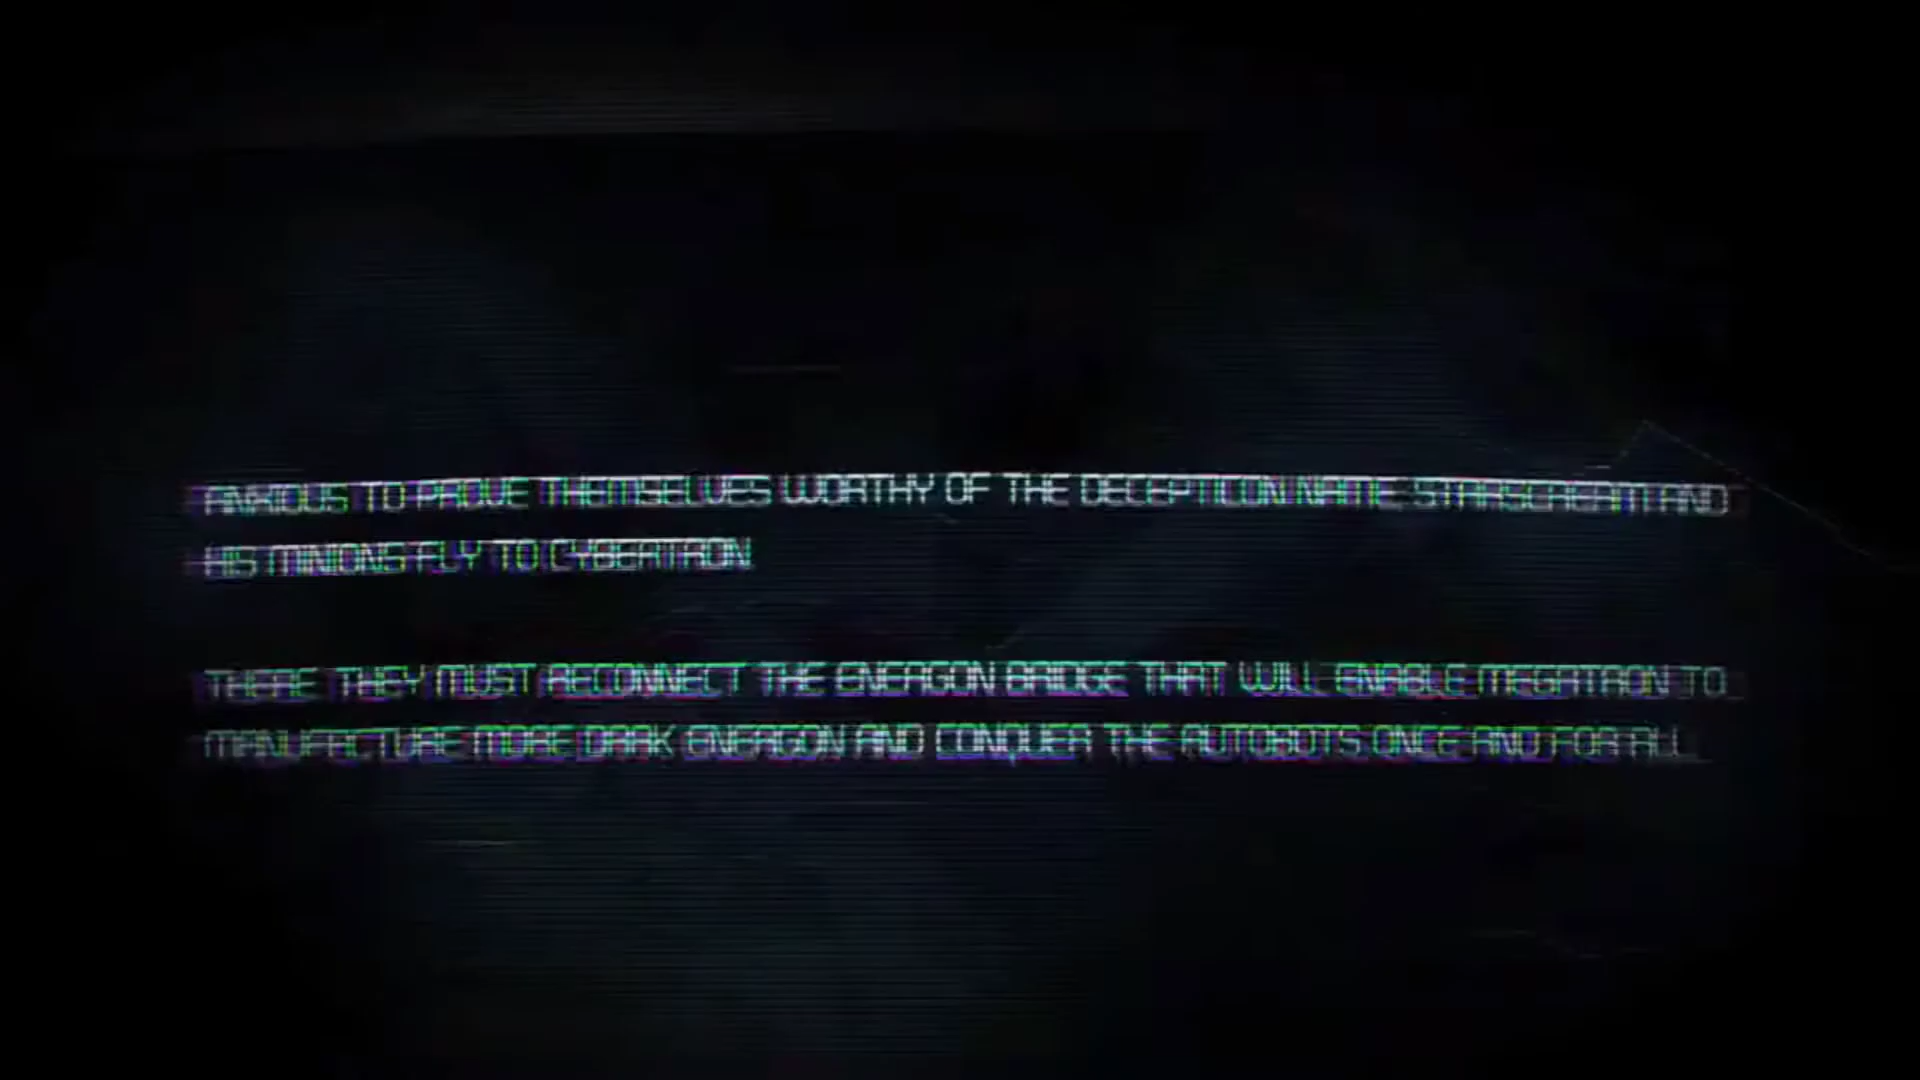 ANXIOUS TO PROVE THEMSELVES WORTHY OF THE DECEPTICON NAME STARSCREAM AND
HIS MINIONS FLY TO CYBERTRON.
THERE THEY MUST RECONNECT THE ENERGON BRIDGE THAT WILL ENABLE MEGATRON TO
MANUFACTURE MORE DARK ENERGON AND CONQUER THE AUTOBOTS ONCE AND FOR ALL